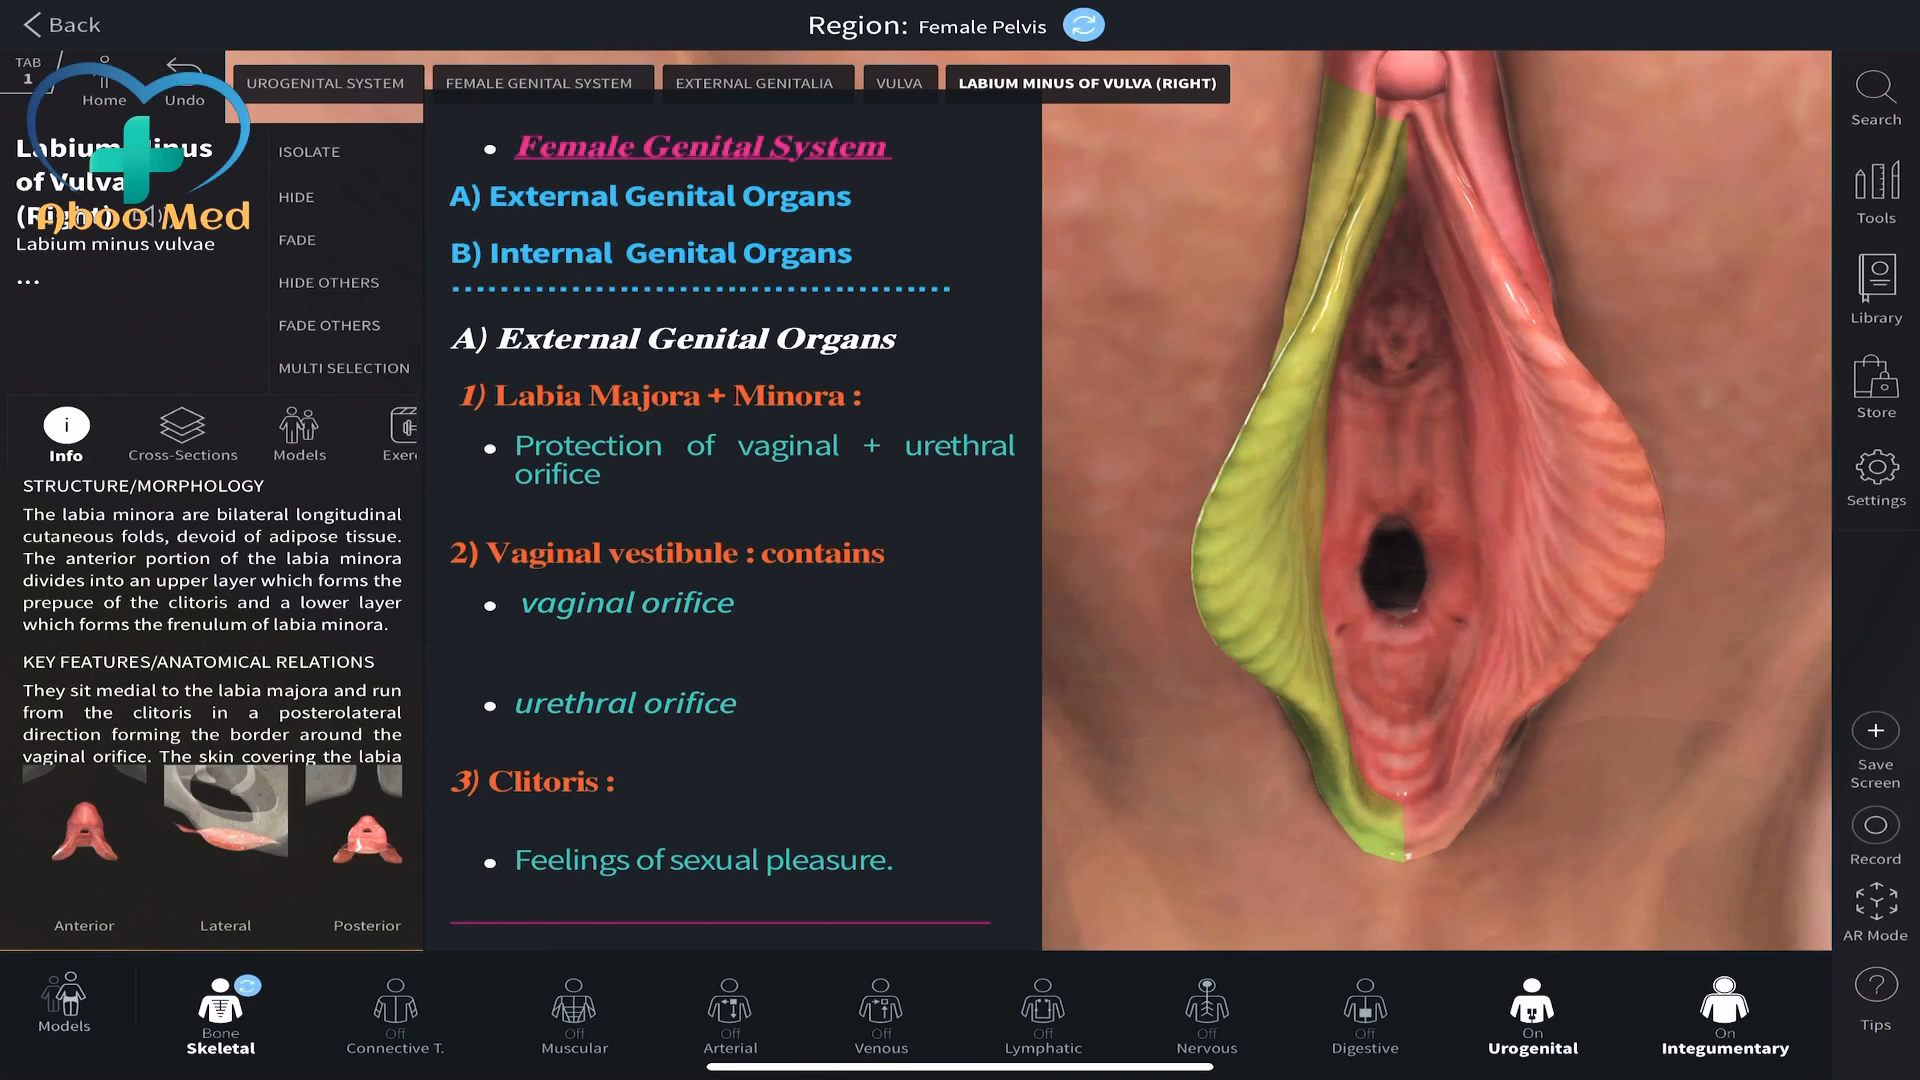 Back
Region: Female Pelvis
TAB
1
Home
Undo
UROGENITAL SYSTEM
FEMALE GENITAL SYSTEM
EXTERNAL GENITALIA
VULVA
LABIUM MINUS OF VULVA (RIGHT)
Labium Minus
of Vulva
(Right)
Aboo Med
Labium minus vulvae
...
ISOLATE
HIDE
FADE
HIDE OTHERS
FADE OTHERS
MULTI SELECTION
Info
Cross-Sections
Models
Exer
STRUCTURE/MORPHOLOGY
The labia minora are bilateral longitudinal
cutaneous folds, devoid of adipose tissue.
The anterior portion of the labia minora
divides into an upper layer which forms the
prepuce of the clitoris and a lower layer
which forms the frenulum of labia minora.
KEY FEATURES/ANATOMICAL RELATIONS
They sit medial to the labia majora and run
from the clitoris in a posterolateral
direction forming the border around the
vaginal orifice. The skin covering the labia
Anterior
Lateral
Posterior
• Female Genital System
A) External Genital Organs
B) Internal Genital Organs
A) External Genital Organs
1) Labia Majora + Minora :
• Protection of vaginal + urethral
orifice
2) Vaginal vestibule : contains
• vaginal orifice
• urethral orifice
3) Clitoris :
• Feelings of sexual pleasure.
Search
Tools
Library
Store
Settings
Save
Screen
Record
AR Mode
Tips
Models
Bone
Skeletal
Off
Connective T.
Off
Muscular
Off
Arterial
Off
Venous
Off
Lymphatic
Off
Nervous
Off
Digestive
On
Urogenital
On
Integumentary